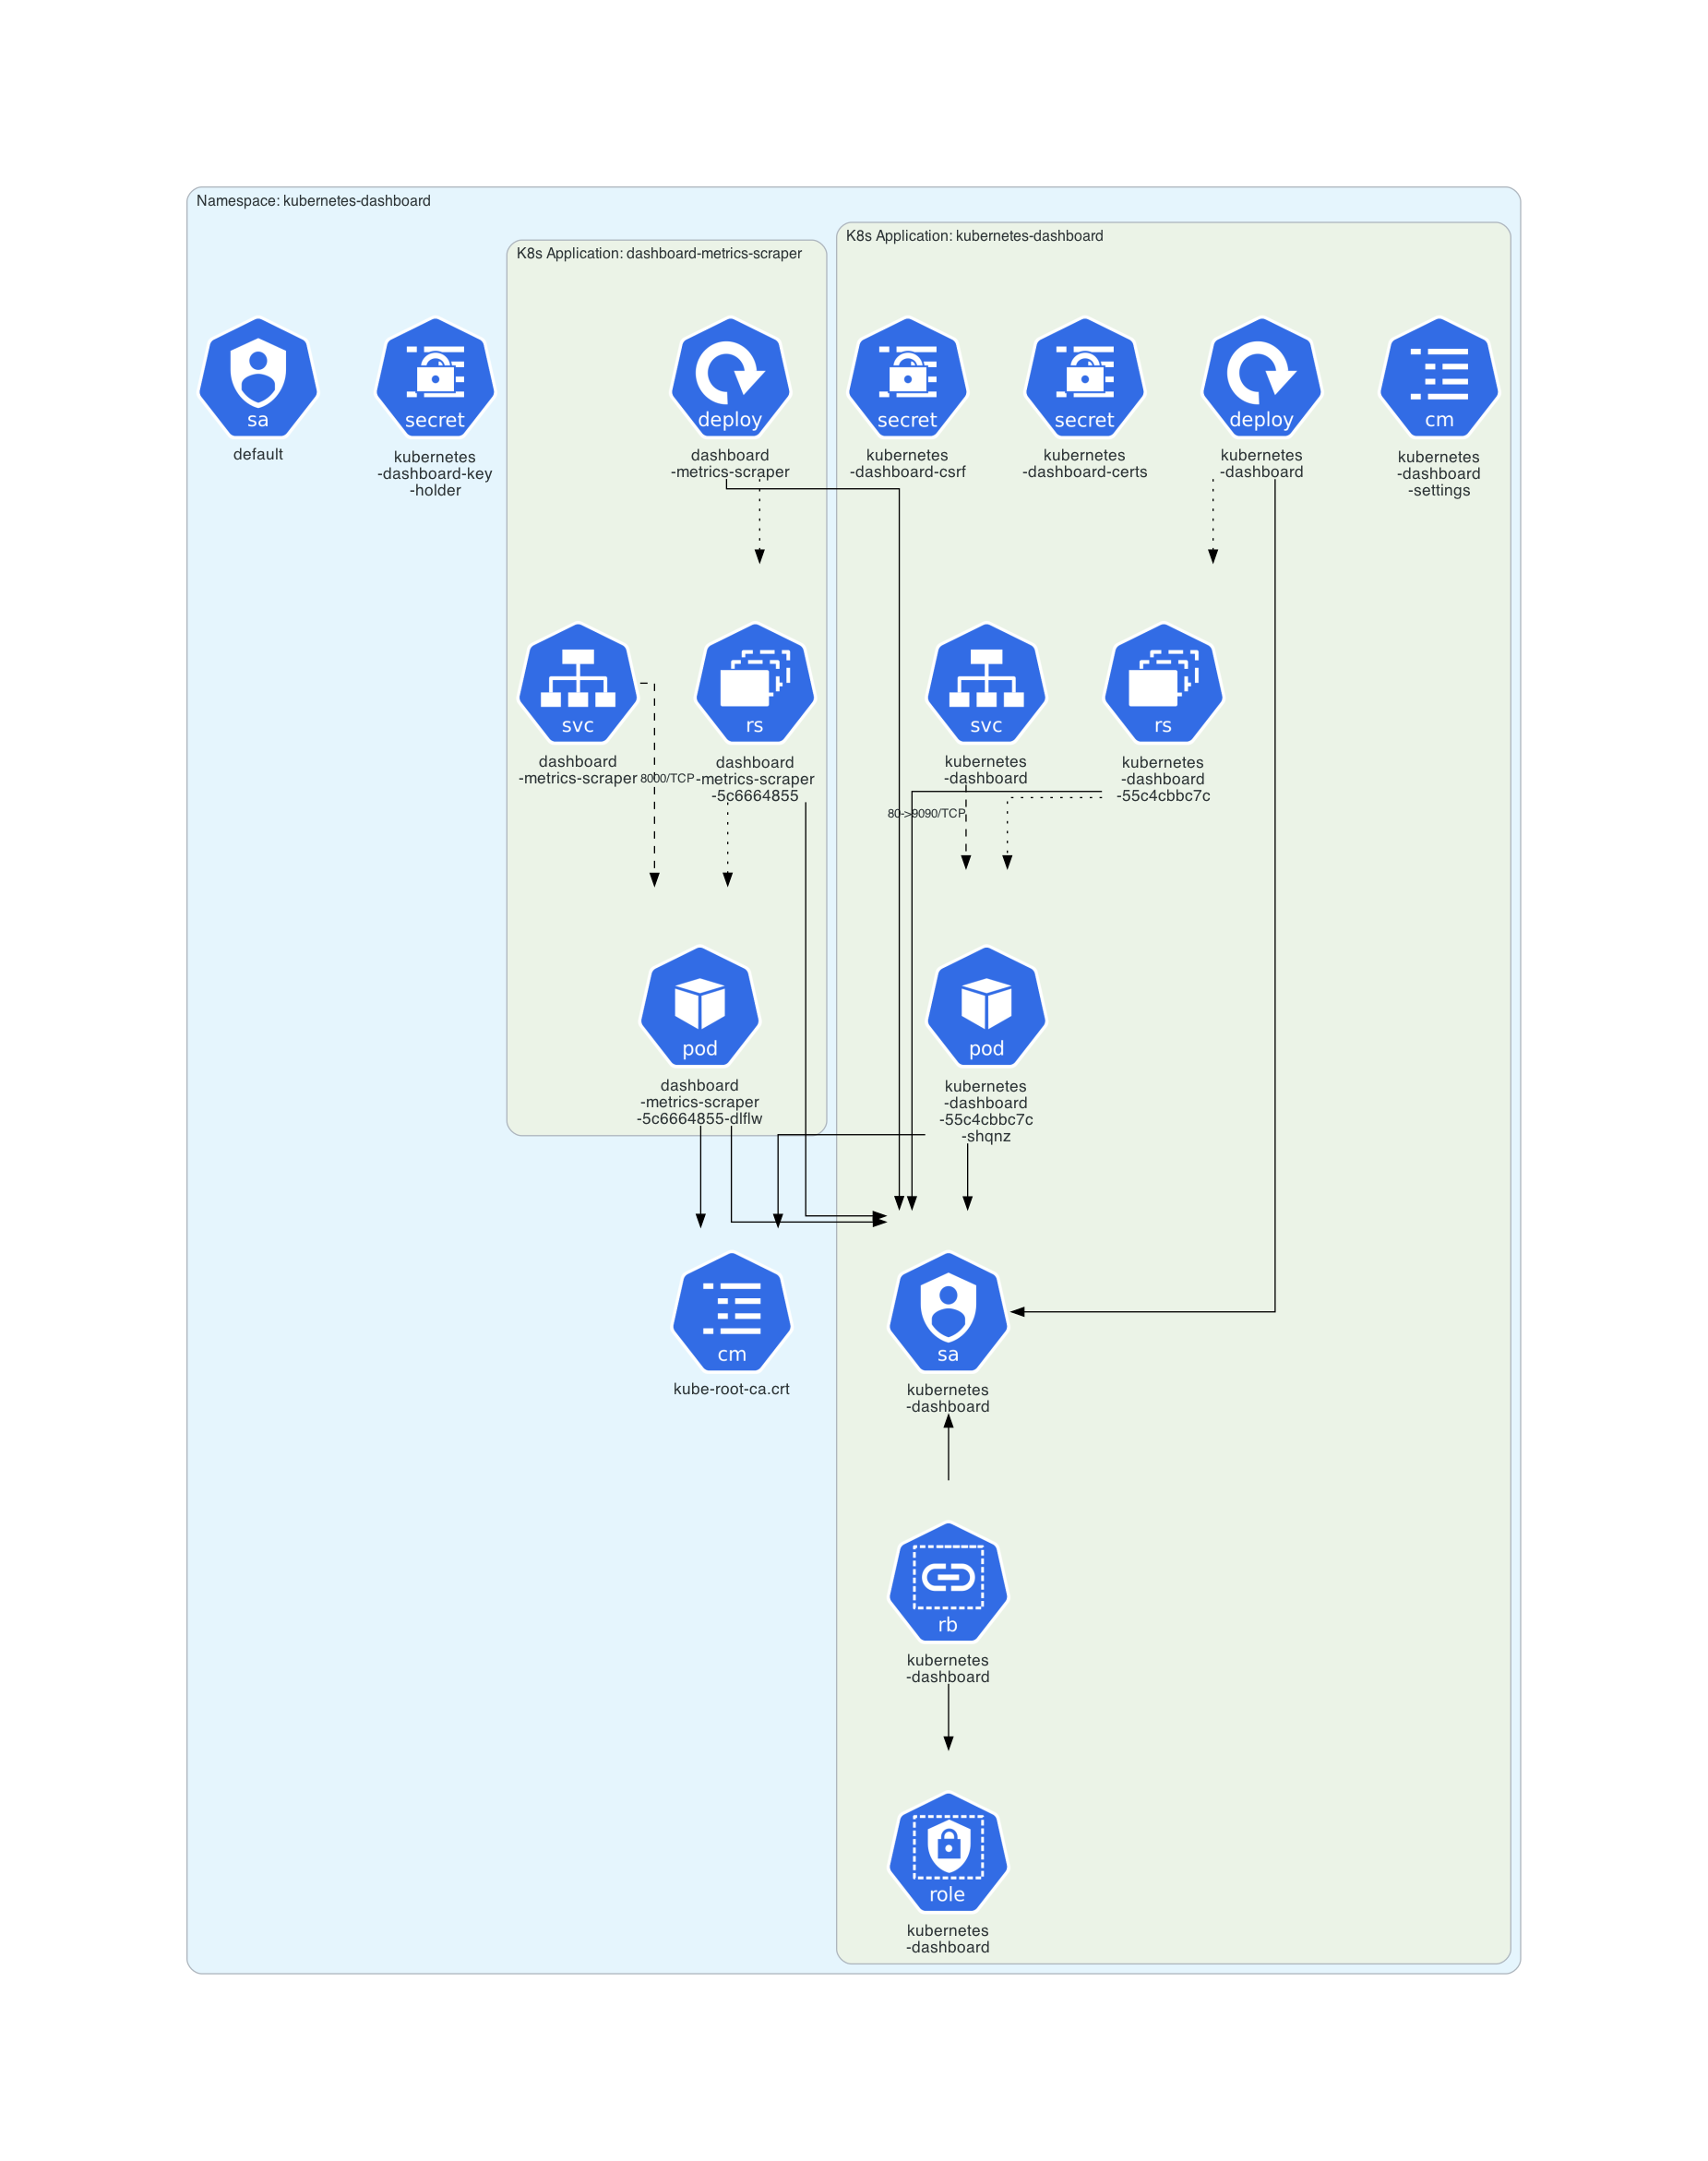 Namespace: kubernetes-dashboard
K8s Application: kubernetes-dashboard
K8s Application: dashboard-metrics-scraper
sa
default
secret
kubernetes
-dashboard-key
-holder
deploy
dashboard
-metrics-scraper
secret
kubernetes
-dashboard-csrf
secret
kubernetes
-dashboard-certs
deploy
kubernetes
-dashboard
cm
kubernetes
-dashboard
-settings
svc
dashboard
-metrics-scraper
8000/TCP
rs
dashboard
-metrics-scraper
-5c6664855
svc
kubernetes
-dashboard
80->9090/TCP
rs
kubernetes
-dashboard
-55c4cbbc7c
pod
dashboard
-metrics-scraper
-5c6664855-dlflw
pod
kubernetes
-dashboard
-55c4cbbc7c
-shqnz
cm
kube-root-ca.crt
sa
kubernetes
-dashboard
rb
kubernetes
-dashboard
role
kubernetes
-dashboard